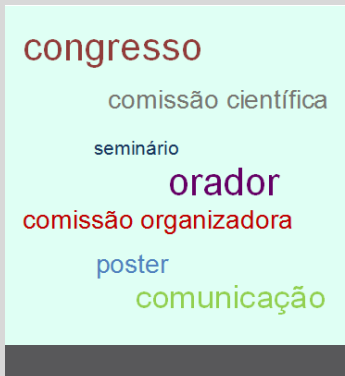 congresso
comissão científica
seminário
orador
comissão organizadora
poster
comunicação